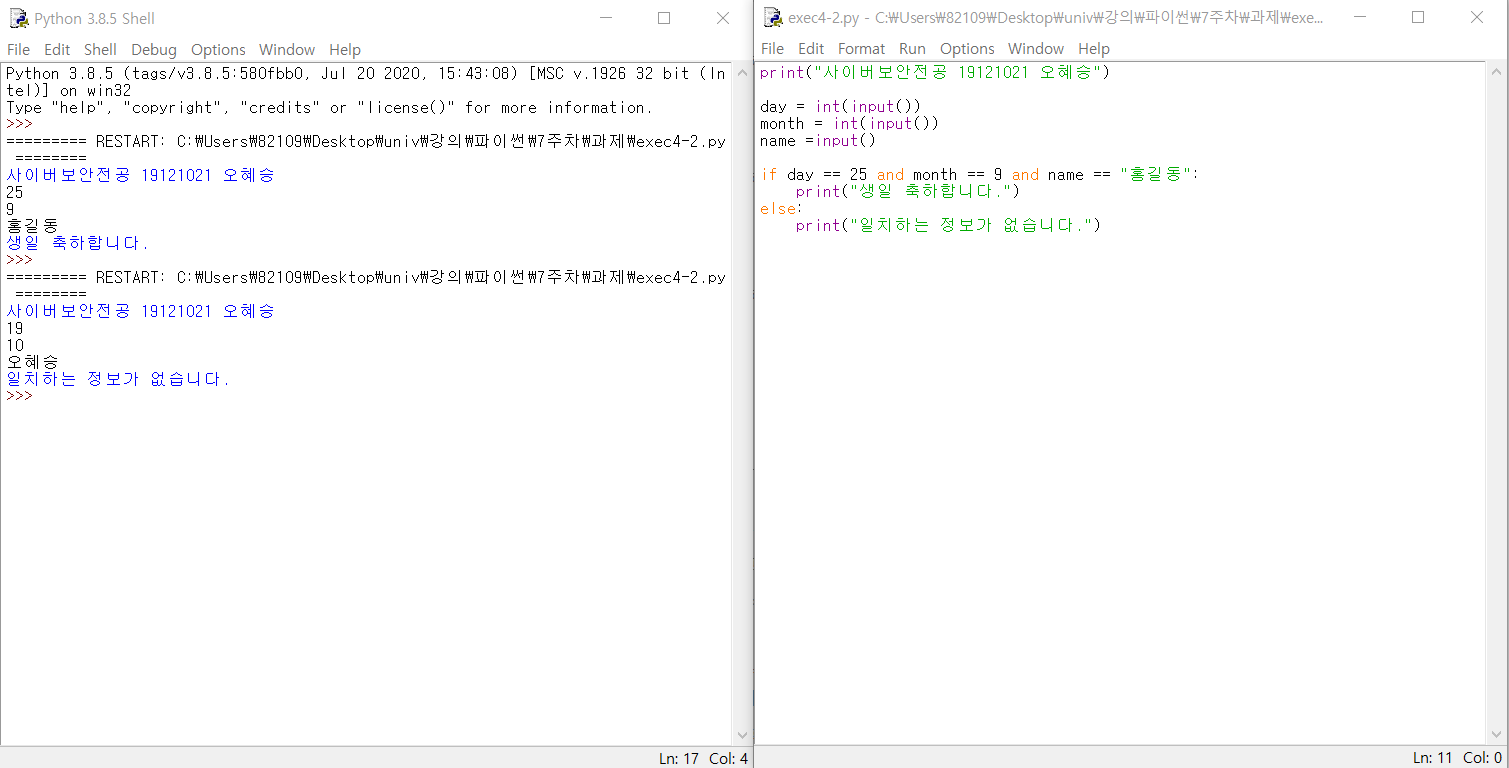 Python 3.8.5 Shell
File Edit Shell Debug Options Window Help
Python 3.8.5 (tags/v3.8.5:580fbb0, Jul 20 2020, 15:43:08) [MSC v.1926 32 bit (In
tel)] on win32
Type "help", "copyright", "credits" or "license()" for more information.
>>>
========= RESTART: C:₩Users₩82109₩Desktop₩univ₩강의₩파이썬₩7주차₩과제₩exec4-2.py
========
사이버보안전공 19121021 오혜승
25
9
홍길동
생일 축하합니다.
>>>
========= RESTART: C:₩Users₩82109₩Desktop₩univ₩강의₩파이썬₩7주차₩과제₩exec4-2.py
========
사이버보안전공 19121021 오혜승
19
10
오혜승
일치하는 정보가 없습니다.
>>>
Ln: 17 Col: 4
exec4-2.py - C:₩Users₩82109₩Desktop₩univ₩강의₩파이썬₩7주차₩과제₩exe...
File Edit Format Run Options Window Help
print("사이버보안전공 19121021 오혜승")
day = int(input())
month = int(input())
name =input()
if day == 25 and month == 9 and name == "홍길동":
    print("생일 축하합니다.")
else:
    print("일치하는 정보가 없습니다.")
Ln: 11 Col: 0